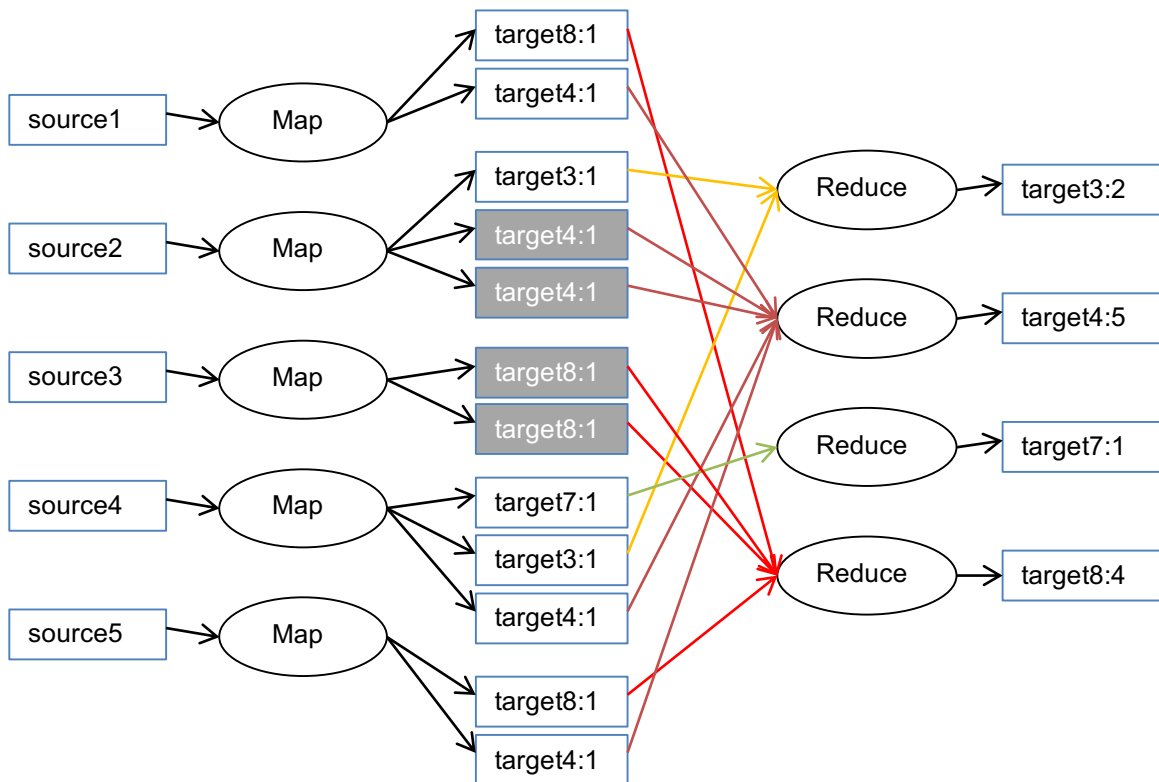 source1
source2
source3
source4
source5
Map
Map
Map
Map
Map
target8:1
target4:1
target3:1
target4:1
target4:1
target8:1
target8:1
target7:1
target3:1
target4:1
target8:1
target4:1
Reduce
Reduce
Reduce
Reduce
target3:2
target4:5
target7:1
target8:4